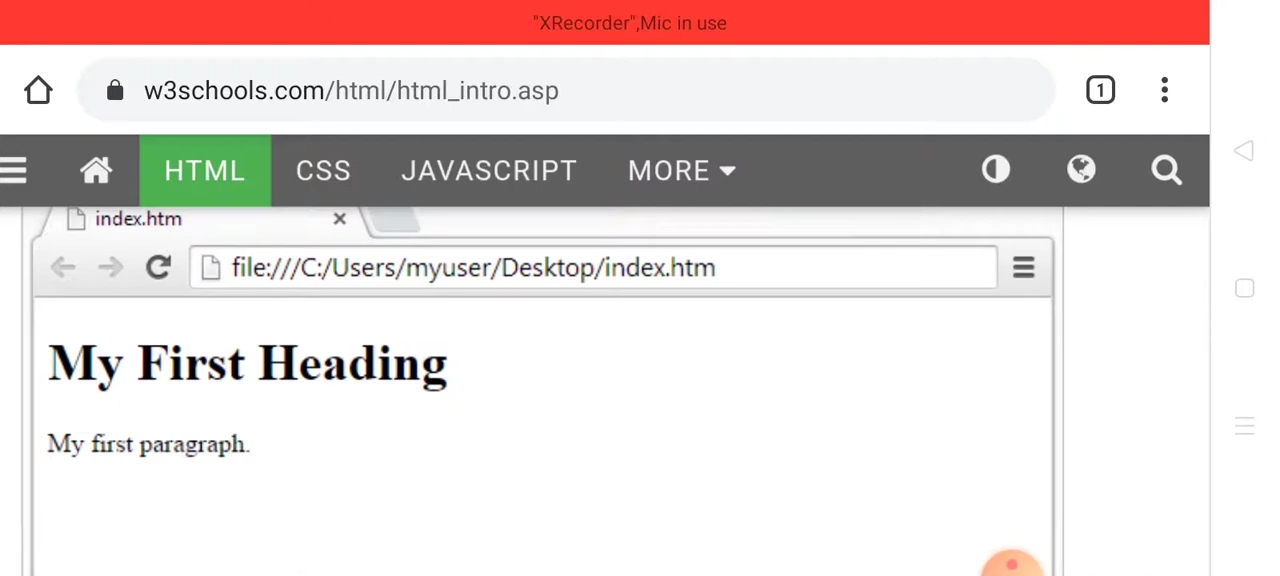 "XRecorder",Mic in use
w3schools.com/html/html_intro.asp
1
HTML CSS JAVASCRIPT MORE
index.htm
file:///C:/Users/myuser/Desktop/index.htm
My First Heading
My first paragraph.